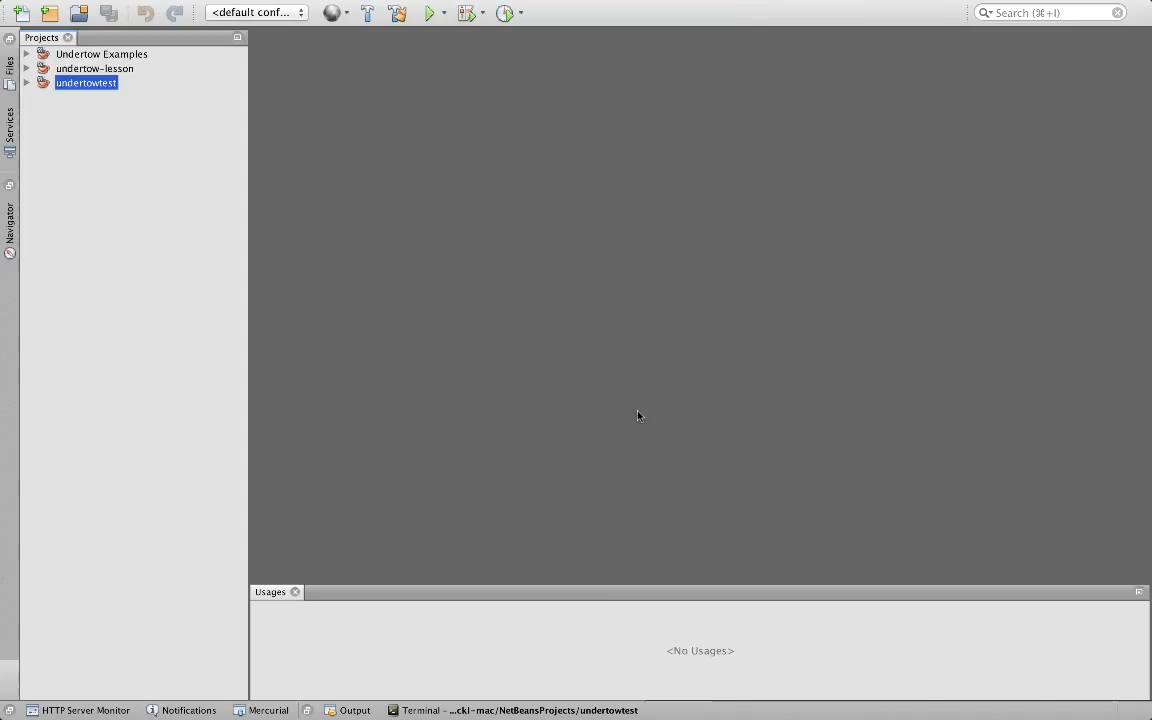 <default conf...
Search (⌘+I)
Projects
Files
Services
Navigator
Undertow Examples
undertow-lesson
undertowtest
Usages
<No Usages>
HTTP Server Monitor
Notifications
Mercurial
Output
Terminal - ...ckl-mac/NetBeansProjects/undertowtest